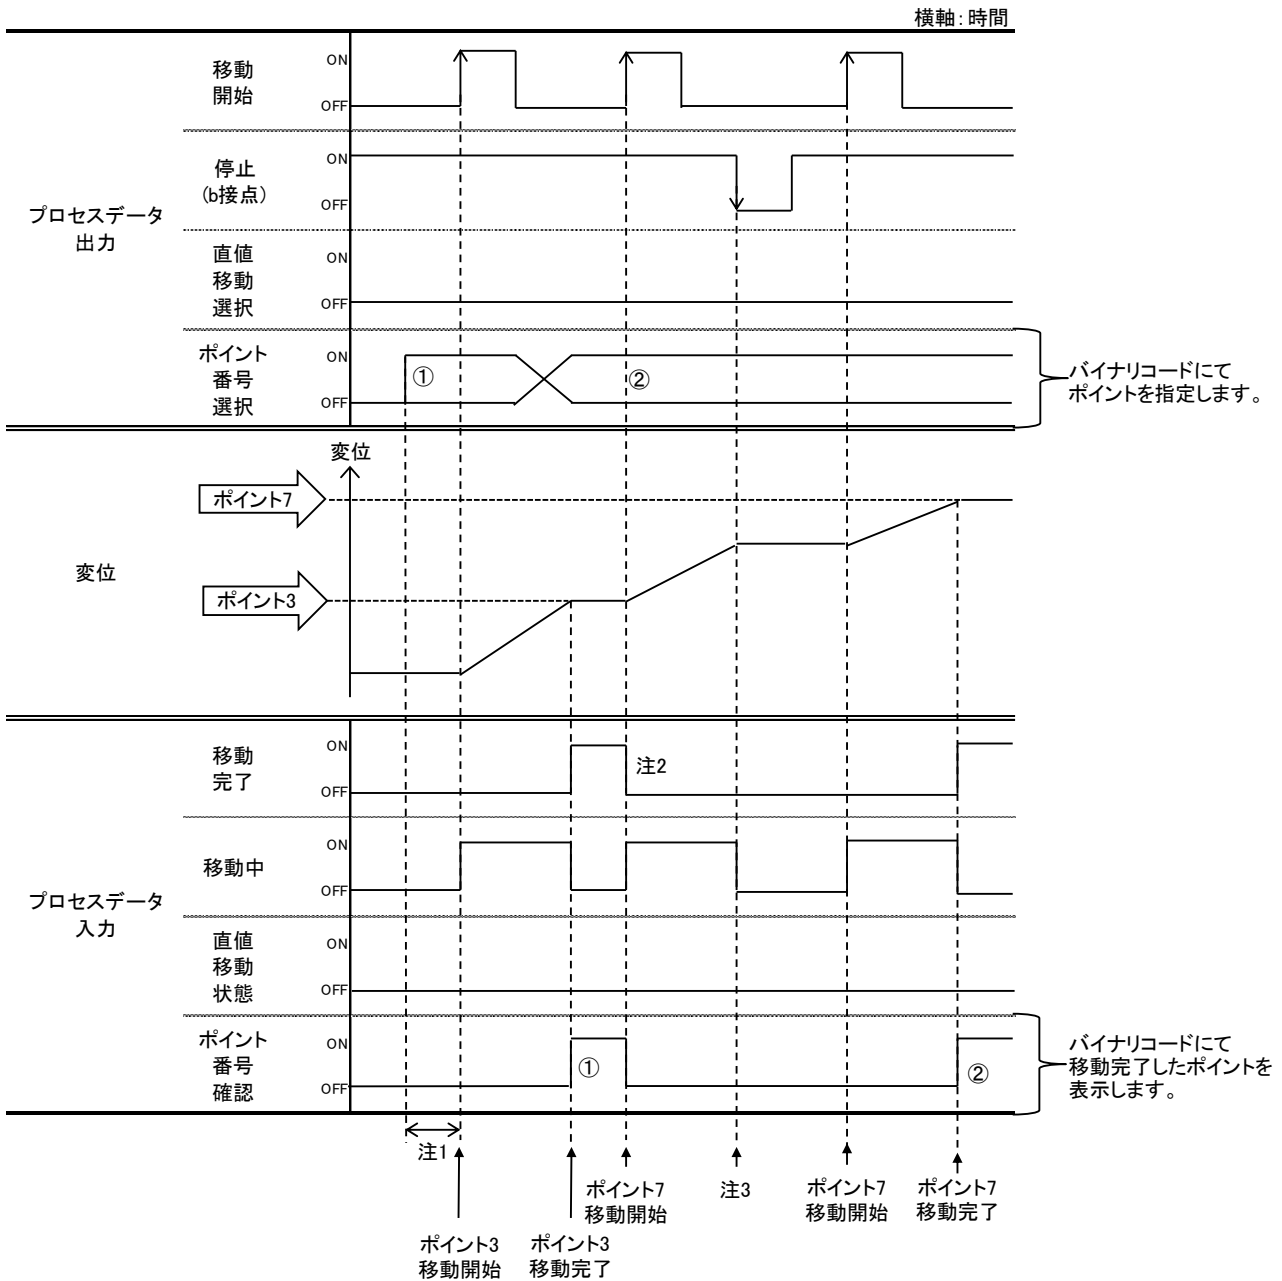 横軸：時間
プロセスデータ
出力
移動
開始
ON
OFF
停止
(b接点)
ON
OFF
直値
移動
選択
ON
OFF
ポイント
番号
選択
ON
OFF
①
②
バイナリコードにて
ポイントを指定します。
変位
変位
ポイント7
ポイント3
プロセスデータ
入力
移動
完了
ON
OFF
注2
移動中
ON
OFF
直値
移動
状態
ON
OFF
ポイント
番号
確認
ON
OFF
①
②
バイナリコードにて
移動完了したポイントを
表示します。
注1
ポイント3
移動開始
ポイント3
移動完了
ポイント7
移動開始
注3
ポイント7
移動開始
ポイント7
移動完了